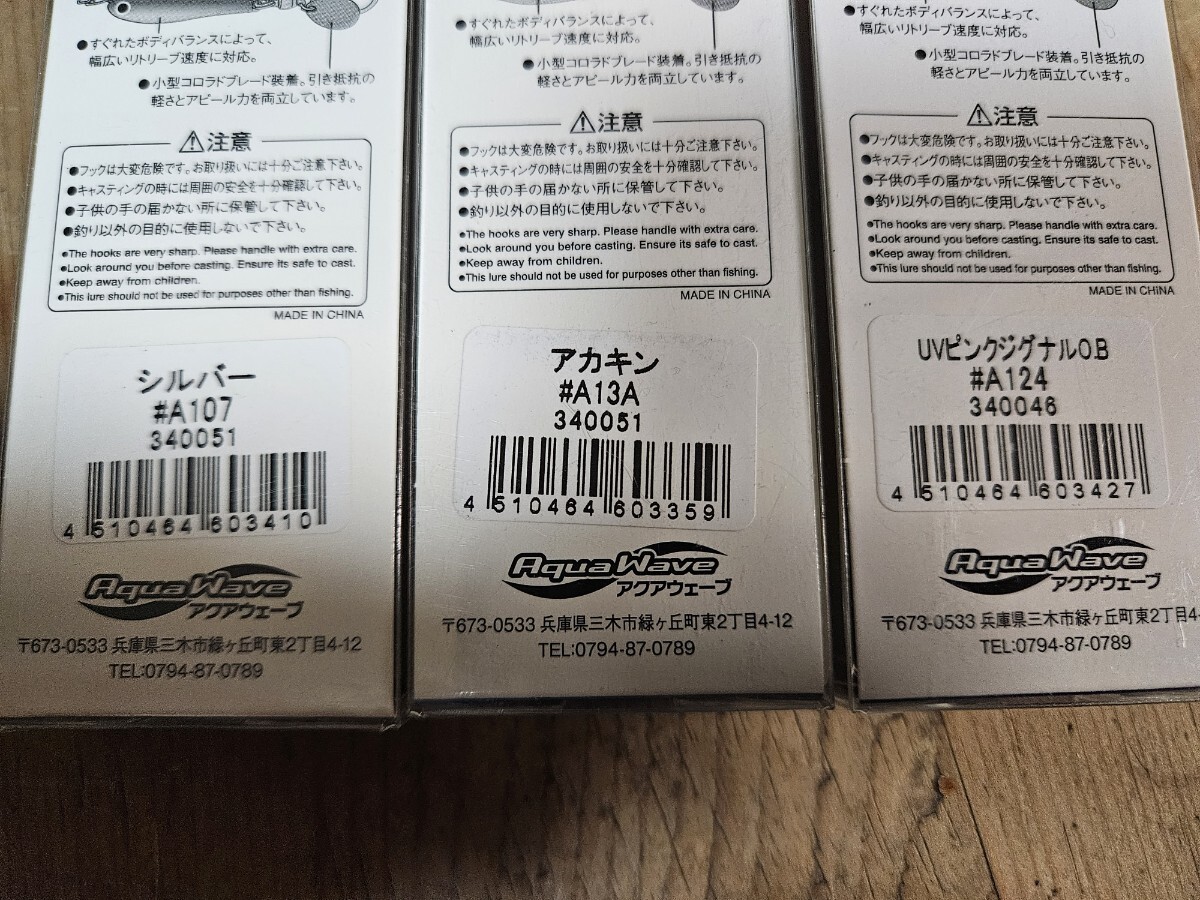 ●すぐれたボディバランスによって、
幅広いリトリーブ速度に対応。
●小型コロラドブレード装着。引き抵抗の
軽さとアピール力を両立しています。
⚠注意
●フックは大変危険です。お取り扱いには十分ご注意下さい。
●キャスティングの時には周囲の安全を十分確認して下さい。
●子供の手の届かない所に保管して下さい。
●釣り以外の目的に使用しないで下さい。
●The hooks are very sharp. Please handle with extra care.
●Look around you before casting. Ensure its safe to cast.
●Keep away from children.
●This lure should not be used for purposes other than fishing.
MADE IN CHINA
シルバー
#A107
340051
4 510464 603410
AquaWave
アクアウェーブ
〒673-0533 兵庫県三木市緑ヶ丘町東2丁目4-12
TEL:0794-87-0789
●すぐれたボディバランスによって、
幅広いリトリーブ速度に対応。
●小型コロラドブレード装着。引き抵抗の
軽さとアピール力を両立しています。
⚠注意
●フックは大変危険です。お取り扱いには十分ご注意下さい。
●キャスティングの時には周囲の安全を十分確認して下さい。
●子供の手の届かない所に保管して下さい。
●釣り以外の目的に使用しないで下さい。
●The hooks are very sharp. Please handle with extra care.
●Look around you before casting. Ensure its safe to cast.
●Keep away from children.
●This lure should not be used for purposes other than fishing.
MADE IN CHINA
アカキン
#A13A
340051
4 510464 603359
AquaWave
アクアウェーブ
〒673-0533 兵庫県三木市緑ヶ丘町東2丁目4-12
TEL:0794-87-0789
●すぐれたボディバランスによって、
幅広いリトリーブ速度に対応。
●小型コロラドブレード装着。引き抵抗の
軽さとアピール力を両立しています。
⚠注意
●フックは大変危険です。お取り扱いには十分ご注意下さい。
●キャスティングの時には周囲の安全を十分確認して下さい。
●子供の手の届かない所に保管して下さい。
●釣り以外の目的に使用しないで下さい。
●The hooks are very sharp. Please handle with extra care.
●Look around you before casting. Ensure its safe to cast.
●Keep away from children.
●This lure should not be used for purposes other than fishing.
MADE IN CHINA
UVピンクジグナルO.B
#A124
340046
4 510464 603427
AquaWave
アクアウェーブ
〒673-0533 兵庫県三木市緑ヶ丘町東2丁目4-
TEL:0794-87-0789